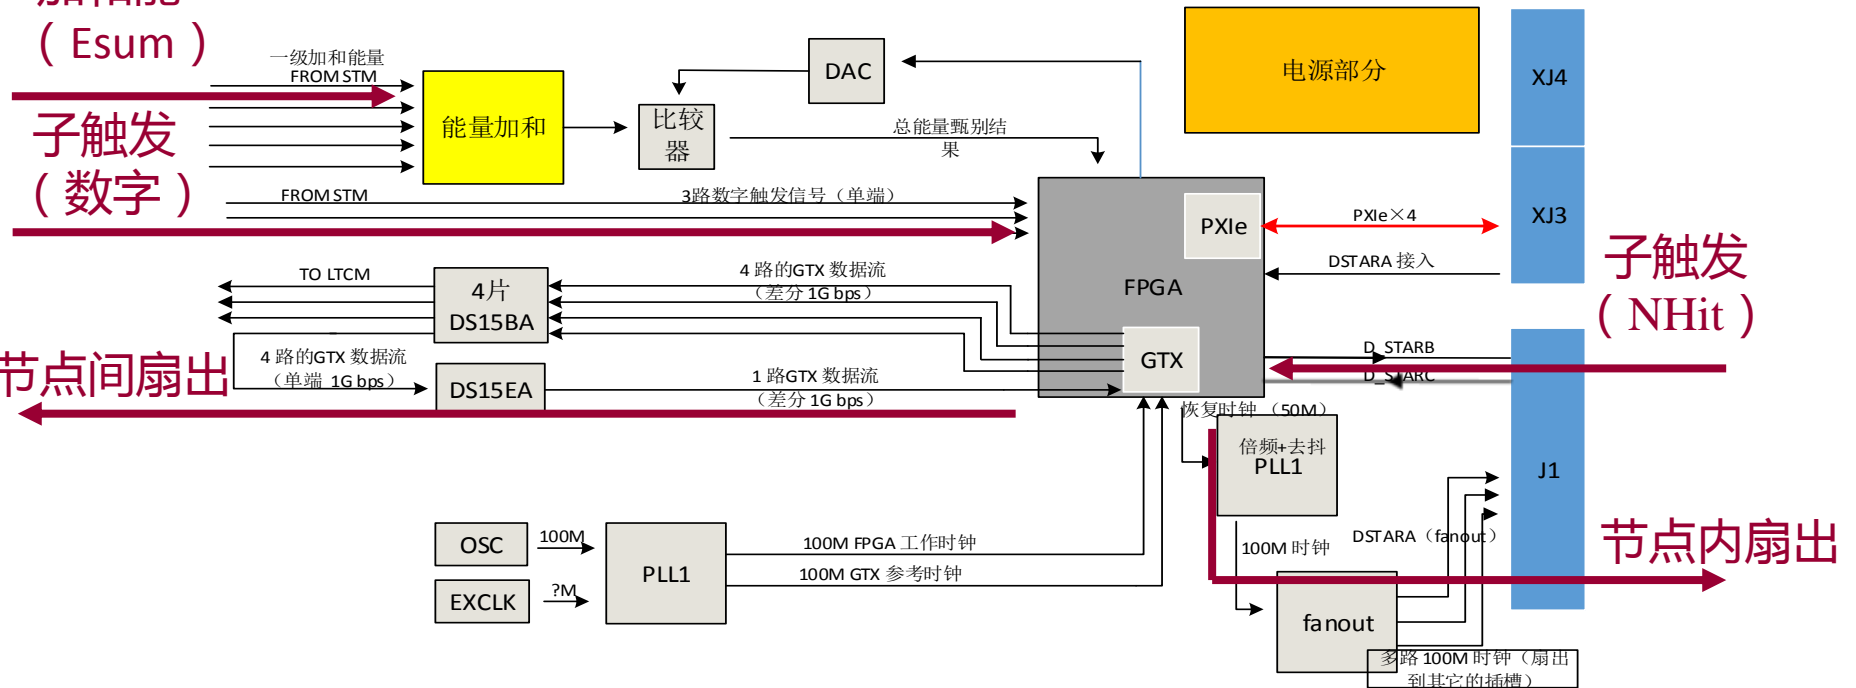 加和能
（Esum）
一级加和能量
FROM STM
能量加和
比较
器
DAC
电源部分
XJ4
总能量甄别结
果
子触发
（数字）
FROM STM
3路数字触发信号（单端）
PXIe
PXIe×4
XJ3
DSTARA 接入
FPGA
子触发
（NHit）
TO LTCM
4片
DS15BA
4 路的GTX 数据流
（差分 1G bps）
GTX
D_STARB
D_STARC
节点间扇出
4 路的GTX 数据流
（单端 1G bps）
DS15EA
1 路GTX 数据流
（差分 1G bps）
恢复时钟 （50M）
倍频+去抖
PLL1
J1
OSC
100M
EXCLK
?M
PLL1
100M FPGA 工作时钟
100M GTX 参考时钟
100M 时钟
DSTARA（fanout）
节点内扇出
fanout
多路 100M 时钟（扇出
到其它的插槽）